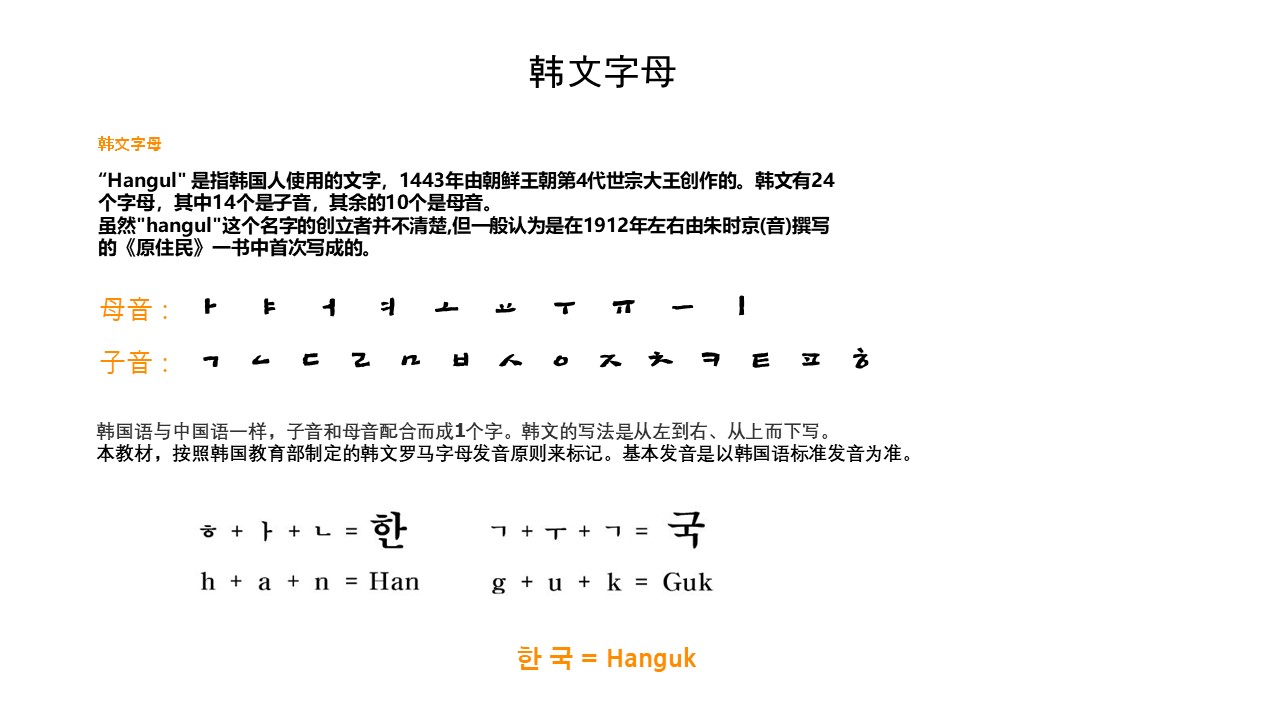 韩文字母
韩文字母
“Hangul" 是指韩国人使用的文字，1443年由朝鲜王朝第4代世宗大王创作的。韩文有24
个字母，其中14个是子音，其余的10个是母音。
虽然"hangul"这个名字的创立者并不清楚,但一般认为是在1912年左右由朱时京(音)撰写
的《原住民》一书中首次写成的。
母音： ㅏ ㅑ ㅓ ㅕ ㅗ ㅛ ㅜ ㅠ ㅡ ㅣ
子音： ㄱ ㄴ ㄷ ㄹ ㅁ ㅂ ㅅ ㅇ ㅈ ㅊ ㅋ ㅌ ㅍ ㅎ
韩国语与中国语一样，子音和母音配合而成1个字。韩文的写法是从左到右、从上而下写。
本教材，按照韩国教育部制定的韩文罗马字母发音原则来标记。基本发音是以韩国语标准发音为准。
ㅎ + ㅏ + ㄴ = 한 ㄱ + ㅜ + ㄱ = 국
h + a + n = Han g + u + k = Guk
한 국 = Hanguk